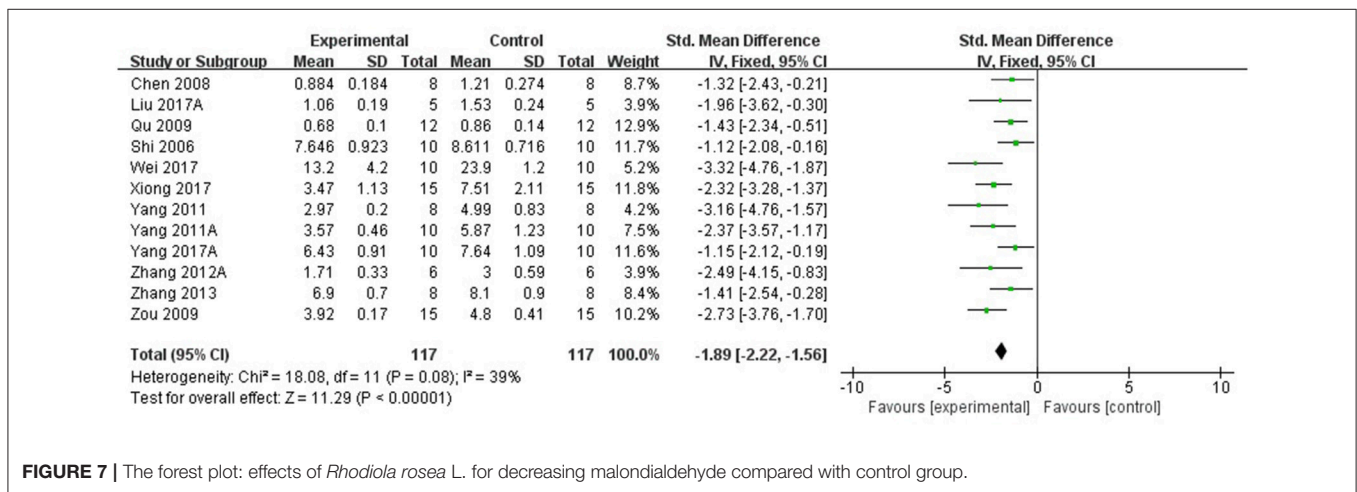 Experimental Control Std. Mean Difference Std. Mean Difference
Study or Subgroup Mean SD Total Mean SD Total Weight IV, Fixed, 95% CI IV, Fixed, 95% CI
Chen 2008 0.884 0.184 8 1.21 0.274 8 8.7% -1.32 [-2.43, -0.21]
Liu 2017A 1.06 0.19 5 1.53 0.24 5 3.9% -1.96 [-3.62, -0.30]
Qu 2009 0.68 0.1 12 0.86 0.14 12 12.9% -1.43 [-2.34, -0.51]
Shi 2006 7.646 0.923 10 8.611 0.716 10 11.7% -1.12 [-2.08, -0.16]
Wei 2017 13.2 4.2 10 23.9 1.2 10 5.2% -3.32 [-4.76, -1.87]
Xiong 2017 3.47 1.13 15 7.51 2.11 15 11.8% -2.32 [-3.28, -1.37]
Yang 2011 2.97 0.2 8 4.99 0.83 8 4.2% -3.16 [-4.76, -1.57]
Yang 2011A 3.57 0.46 10 5.87 1.23 10 7.5% -2.37 [-3.57, -1.17]
Yang 2017A 6.43 0.91 10 7.64 1.09 10 11.6% -1.15 [-2.12, -0.19]
Zhang 2012A 1.71 0.33 6 3 0.59 6 3.9% -2.49 [-4.15, -0.83]
Zhang 2013 6.9 0.7 8 8.1 0.9 8 8.4% -1.41 [-2.54, -0.28]
Zou 2009 3.92 0.17 15 4.8 0.41 15 10.2% -2.73 [-3.76, -1.70]
Total (95% CI) 117 117 100.0% -1.89 [-2.22, -1.56]
Heterogeneity: Chi² = 18.08, df = 11 (P = 0.08); I² = 39%
Test for overall effect: Z = 11.29 (P < 0.00001)
-10 -5 0 5 10
Favours [experimental] Favours [control]
FIGURE 7 | The forest plot: effects of Rhodiola rosea L. for decreasing malondialdehyde compared with control group.